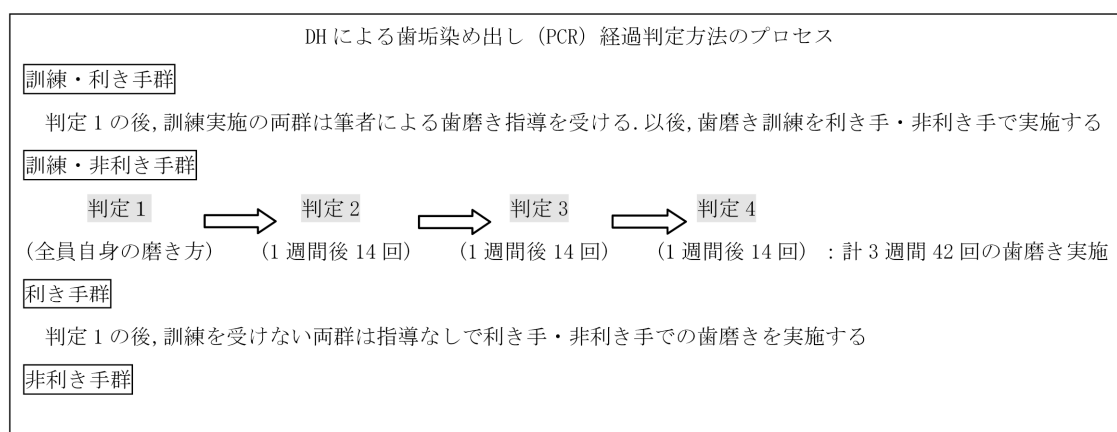 DHによる歯垢染め出し（PCR）経過判定方法のプロセス
訓練・利き手群
判定1の後,訓練実施の両群は筆者による歯磨き指導を受ける.以後,歯磨き訓練を利き手・非利き手で実施する
訓練・非利き手群
判定1 判定2 判定3 判定4
(全員自身の磨き方) (1週間後14回) (1週間後14回) (1週間後14回) :計3週間42回の歯磨き実施
利き手群
判定1の後,訓練を受けない両群は指導なしで利き手・非利き手での歯磨きを実施する
非利き手群